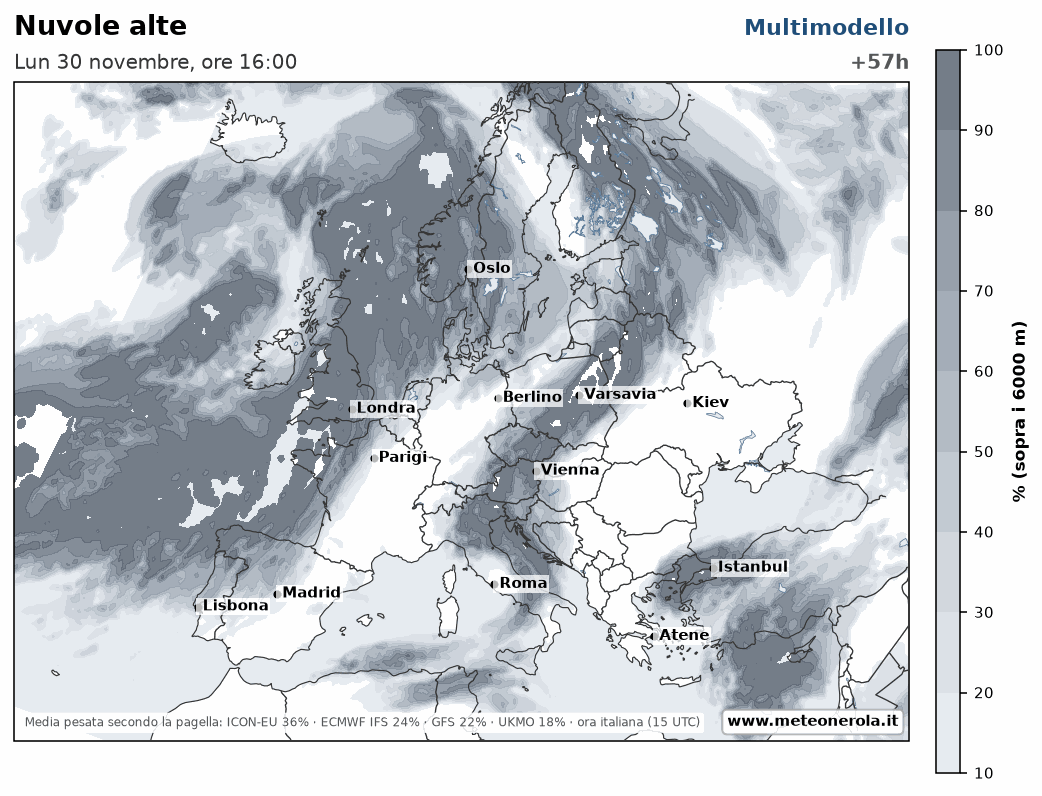 Nuvole alte
Multimodello
Lun 30 novembre, ore 16:00
+57h
Oslo
Londra
Berlino
Varsavia
Kiev
Parigi
Vienna
Istanbul
Roma
Madrid
Lisbona
Atene
Media pesata secondo la pagella: ICON-EU 36% · ECMWF IFS 24% · GFS 22% · UKMO 18% · ora italiana (15 UTC)
www.meteonerola.it
100
90
80
70
60
50
40
30
20
10
% (sopra i 6000 m)